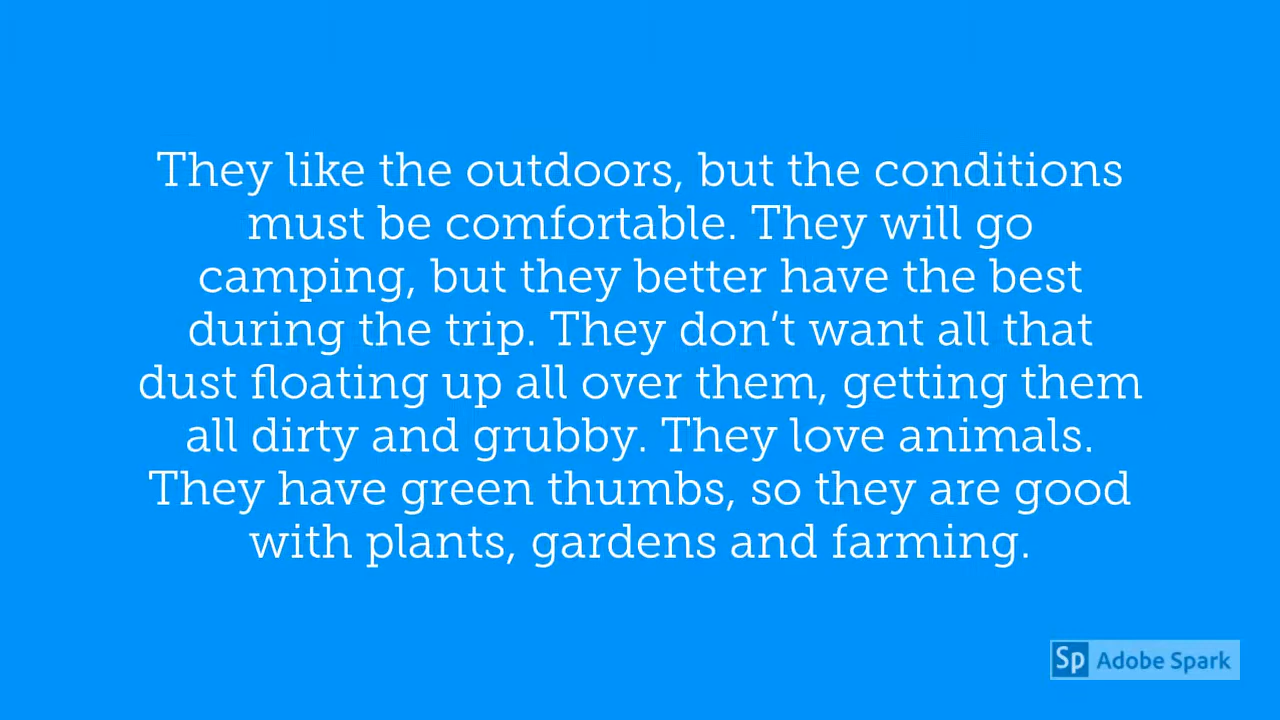 They like the outdoors, but the conditions
must be comfortable. They will go
camping, but they better have the best
during the trip. They don’t want all that
dust floating up all over them, getting them
all dirty and grubby. They love animals.
They have green thumbs, so they are good
with plants, gardens and farming.
Sp Adobe Spark